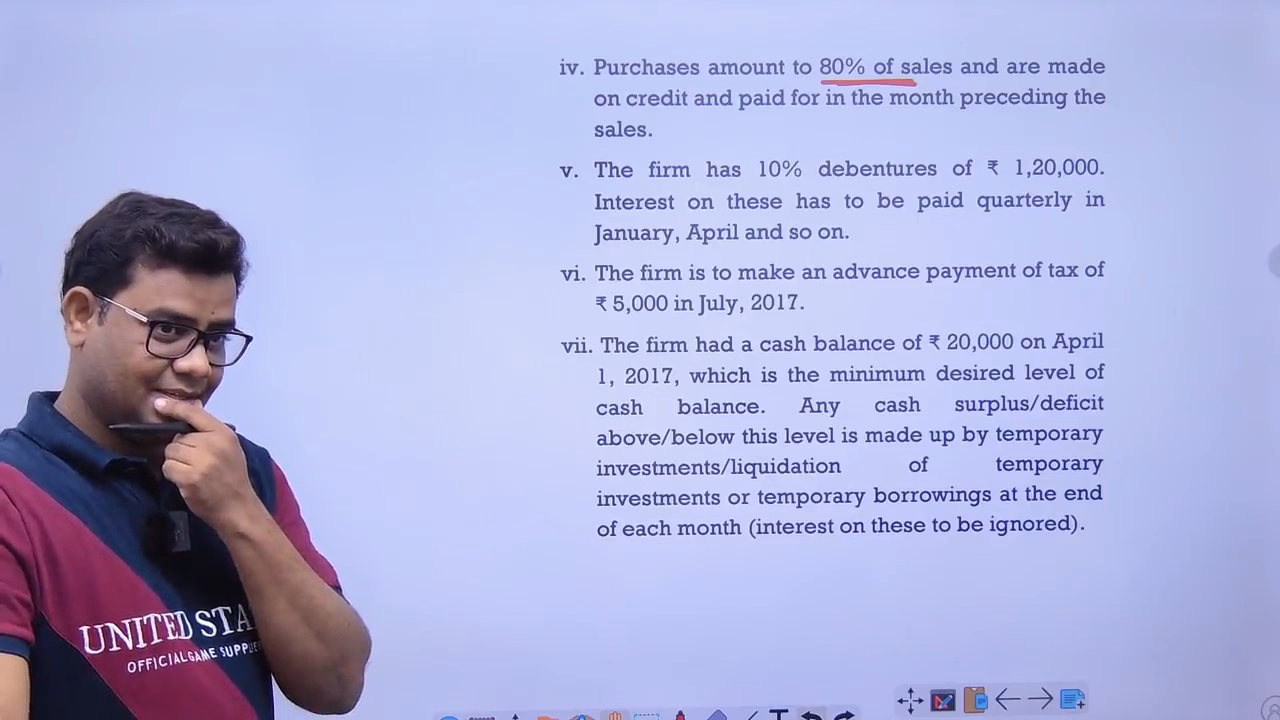 iv. Purchases amount to 80% of sales and are made
on credit and paid for in the month preceding the
sales.
v. The firm has 10% debentures of ₹ 1,20,000.
Interest on these has to be paid quarterly in
January, April and so on.
vi. The firm is to make an advance payment of tax of
₹ 5,000 in July, 2017.
vii. The firm had a cash balance of ₹ 20,000 on April
1, 2017, which is the minimum desired level of
cash balance. Any cash surplus/deficit
above/below this level is made up by temporary
investments/liquidation of temporary
investments or temporary borrowings at the end
of each month (interest on these to be ignored).
UNITED STA
OFFICIAL GAME SUPPLIE